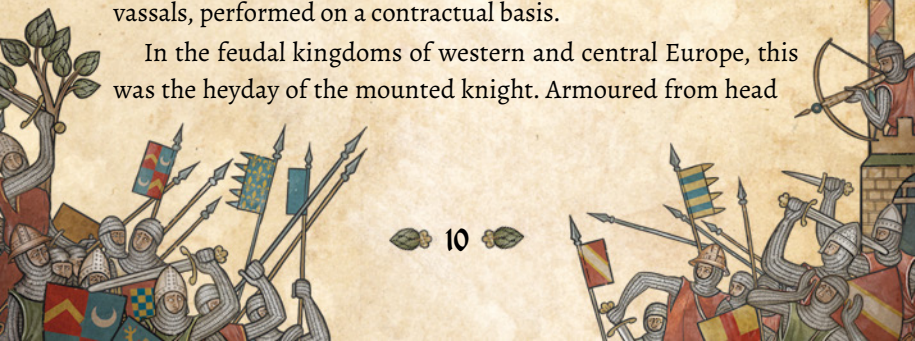 vassals, performed on a contractual basis.
In the feudal kingdoms of western and central Europe, this
was the heyday of the mounted knight. Armoured from head
10